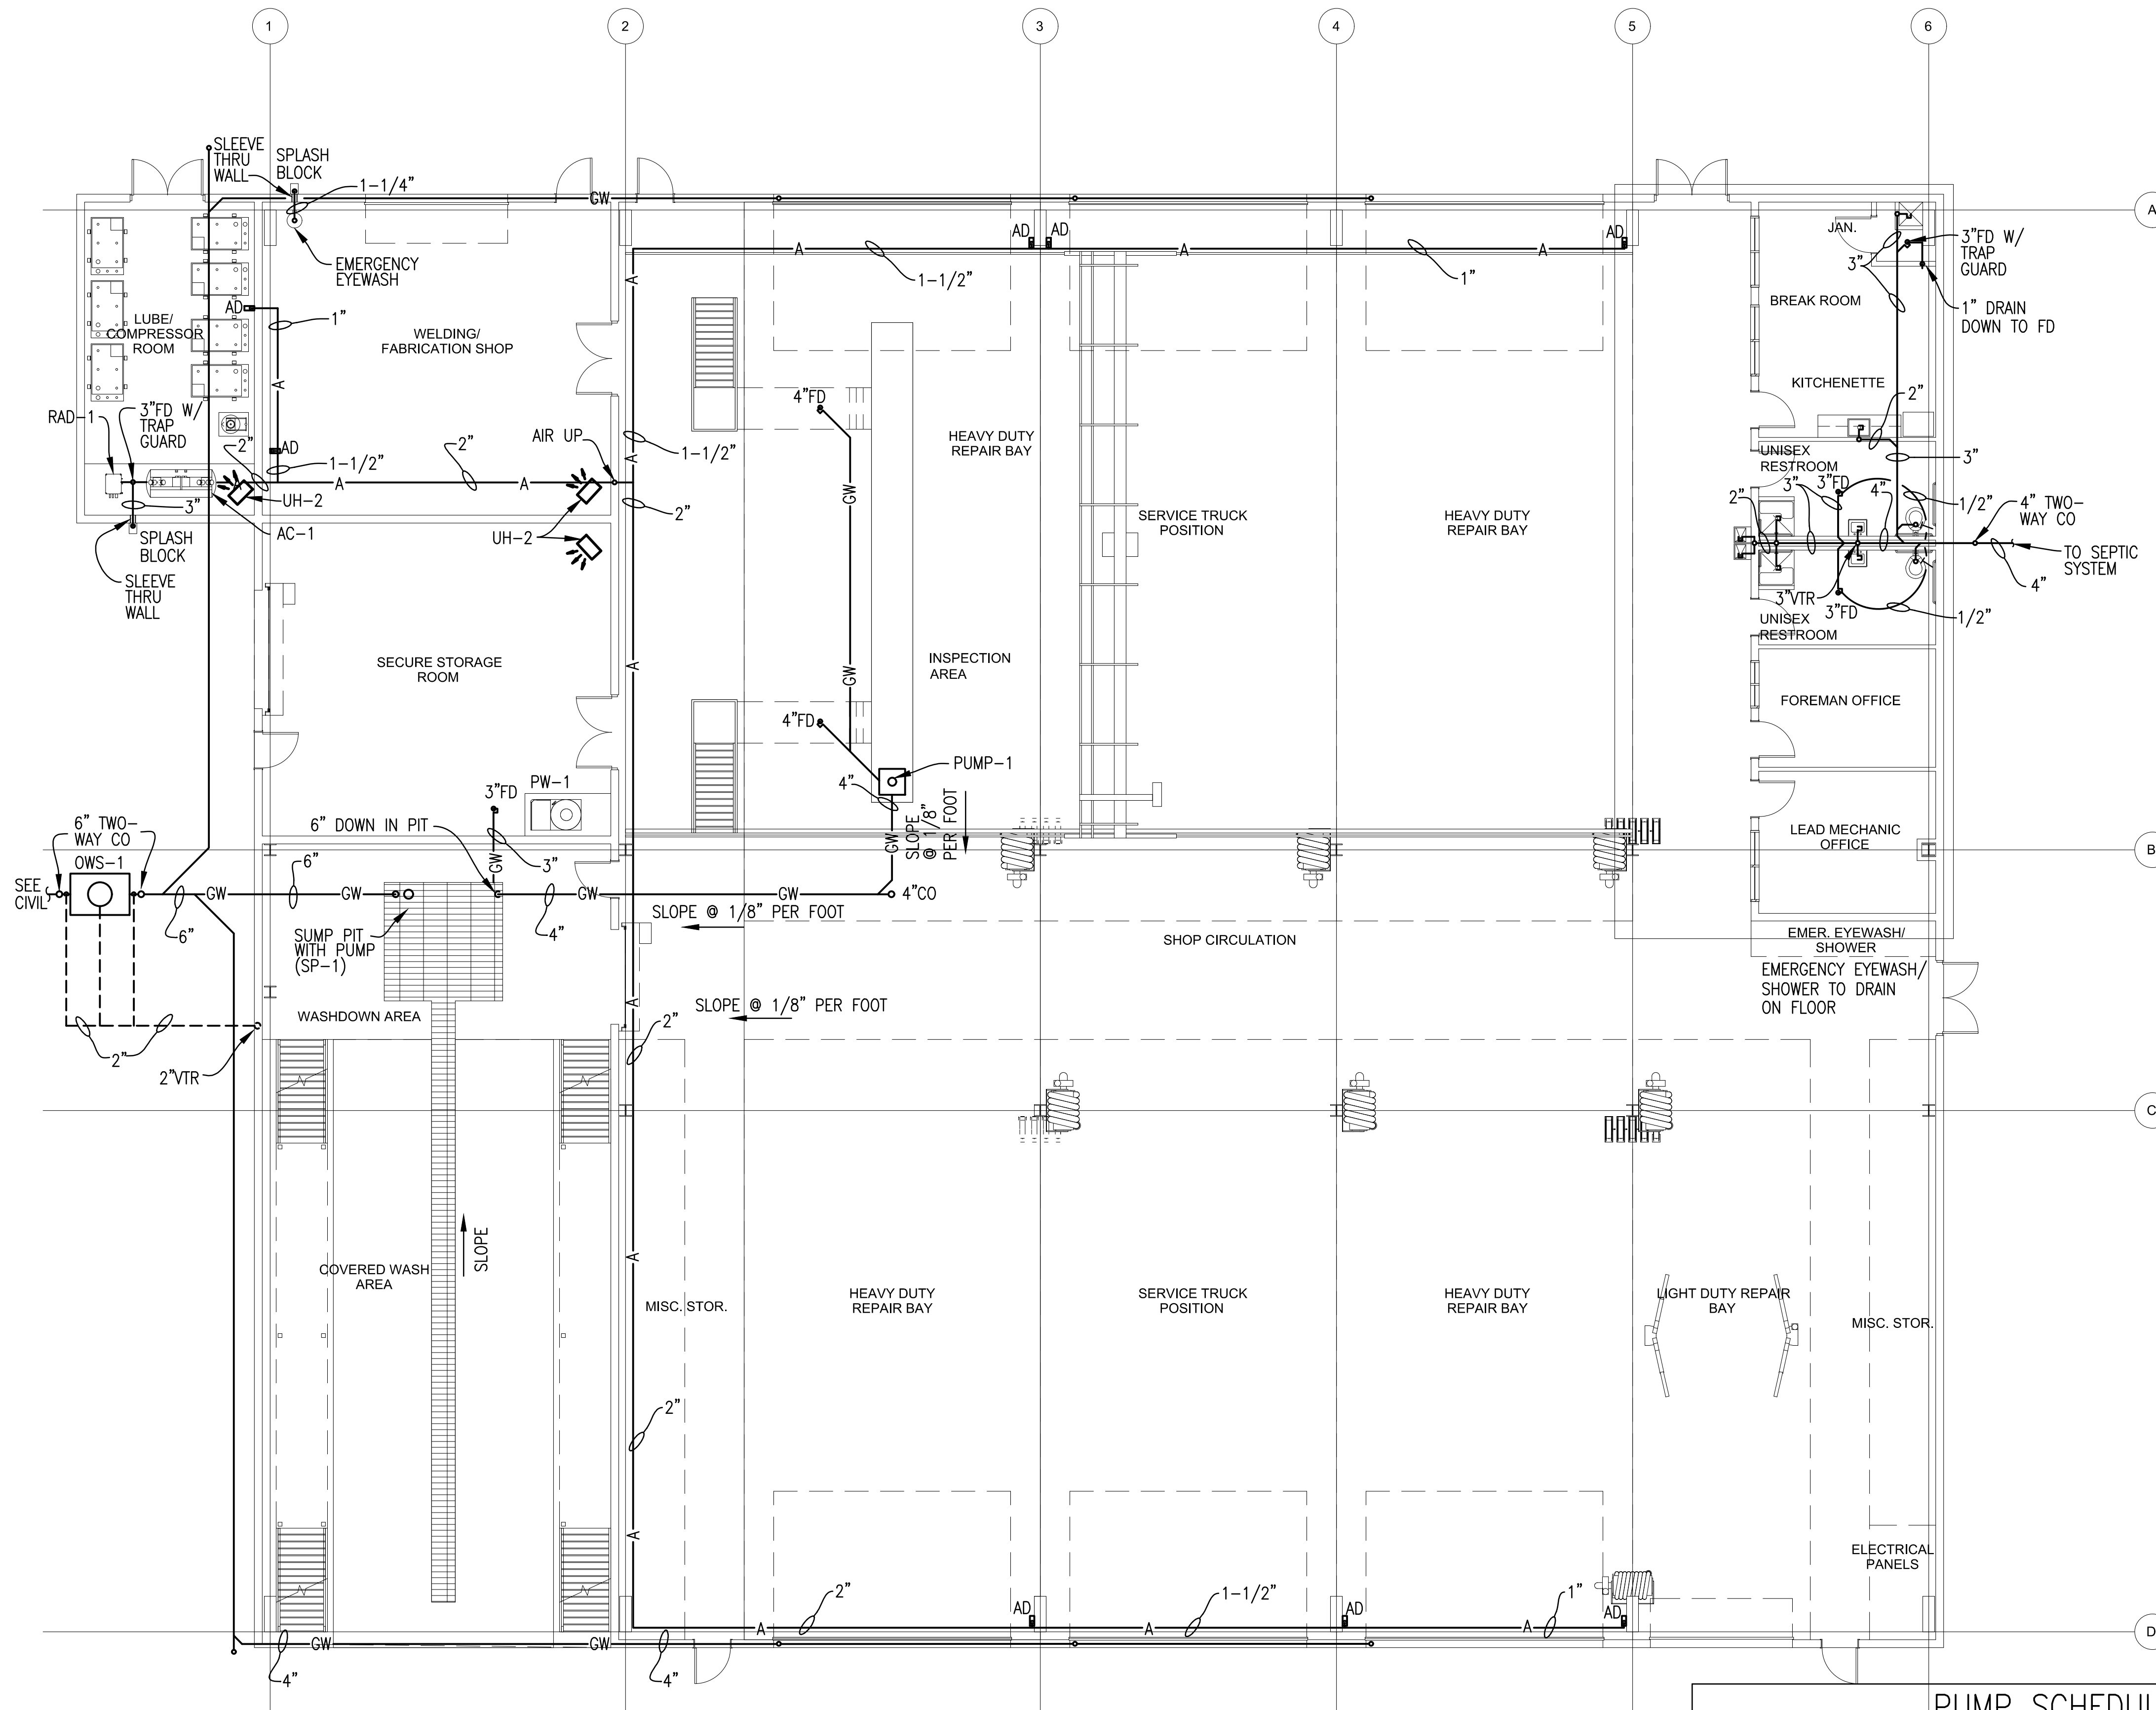 1
2
3
4
5
6
A
B
C
D
SLEEVE
THRU
WALL
SPLASH
BLOCK
1-1/4"
GW
EMERGENCY
EYEWASH
AD
AD
AD
A
A
A
1-1/2"
1"
A
JAN.
3"
3"FD W/
TRAP
GUARD
1" DRAIN
DOWN TO FD
BREAK ROOM
KITCHENETTE
2"
3"
LUBE/
COMPRESSOR
ROOM
AD
1"
A
WELDING/
FABRICATION SHOP
RAD-1
3"FD W/
TRAP
GUARD
2"
AD
1-1/2"
2"
A
A
AIR UP
A
1-1/2"
2"
UH-2
AC-1
UH-2
3"
SPLASH
BLOCK
SLEEVE
THRU
WALL
4"FD
GW
GW
4"FD
HEAVY DUTY
REPAIR BAY
SERVICE TRUCK
POSITION
HEAVY DUTY
REPAIR BAY
INSPECTION
AREA
UNISEX
RESTROOM
2"
3"
3"FD
4"
1/2"
4" TWO-
WAY CO
TO SEPTIC
SYSTEM
4"
3"VTR
3"FD
1/2"
UNISEX
RESTROOM
FOREMAN OFFICE
LEAD MECHANIC
OFFICE
SECURE STORAGE
ROOM
A
PUMP-1
4"
GW
SLOPE
@ 1/8"
PER FOOT
3"FD
PW-1
6" DOWN IN PIT
GW
3"
6" TWO-
WAY CO
OWS-1
SEE
CIVIL
6"
GW
6"
GW
GW
4"
GW
4"CO
SUMP PIT
WITH PUMP
(SP-1)
SLOPE @ 1/8" PER FOOT
SHOP CIRCULATION
EMER. EYEWASH/
SHOWER
EMERGENCY EYEWASH/
SHOWER TO DRAIN
ON FLOOR
A
SLOPE @ 1/8" PER FOOT
WASHDOWN AREA
2"
2"
2"VTR
SLOPE
COVERED WASH
AREA
A
MISC. STOR.
HEAVY DUTY
REPAIR BAY
SERVICE TRUCK
POSITION
HEAVY DUTY
REPAIR BAY
LIGHT DUTY REPAIR
BAY
MISC. STOR.
2"
A
ELECTRICAL
PANELS
2"
1-1/2"
1"
AD
AD
AD
A
A
A
GW
GW
4"
4"
PUMP SCHEDU